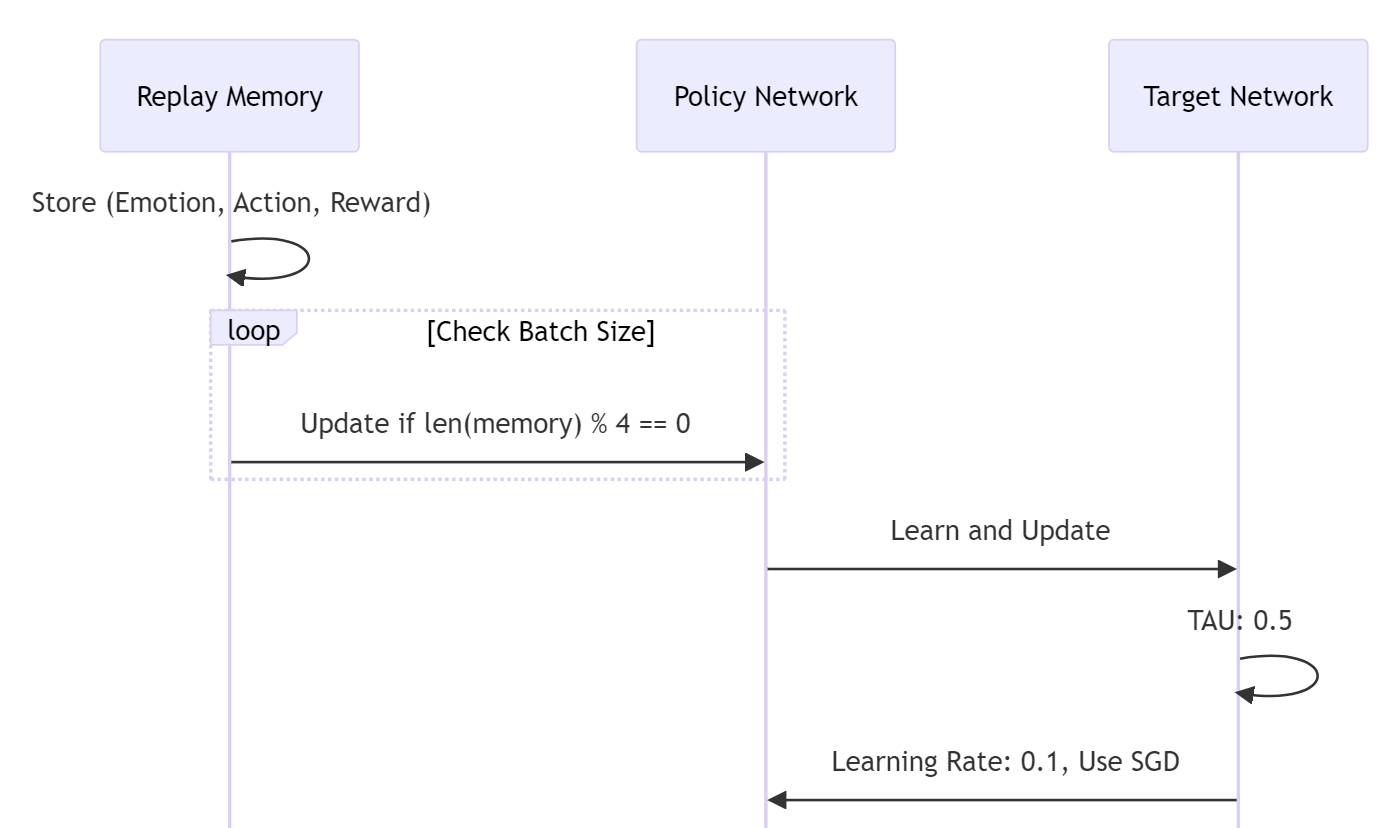 Replay Memory
Policy Network
Target Network
Store (Emotion, Action, Reward)
loop
[Check Batch Size]
Update if len(memory) % 4 == 0
Learn and Update
TAU: 0.5
Learning Rate: 0.1, Use SGD